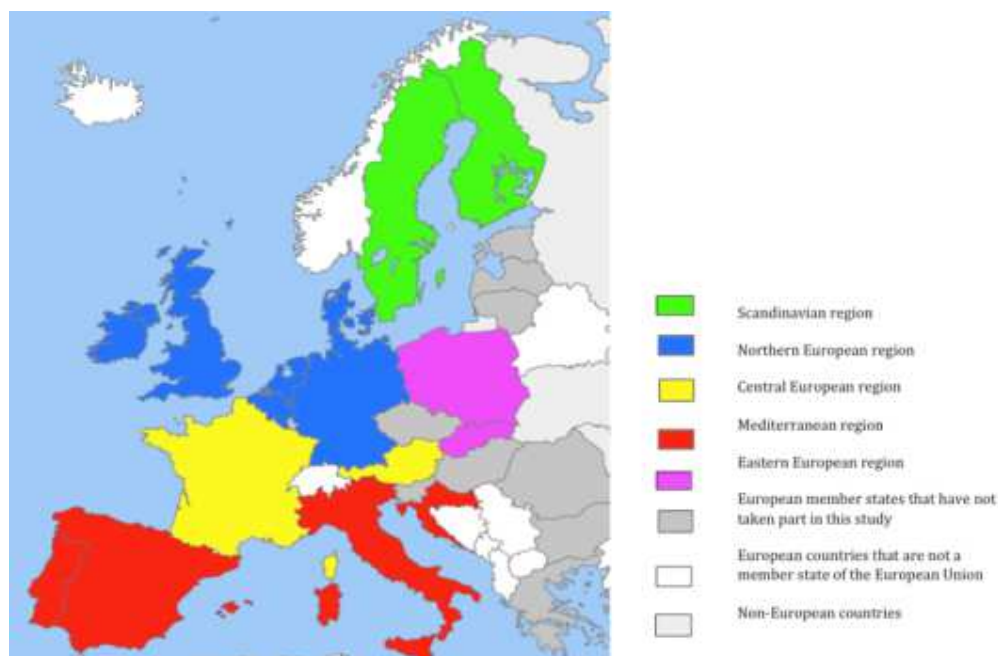 Scandinavian region
Northern European region
Central European region
Mediterranean region
Eastern European region
European member states that have not
taken part in this study
European countries that are not a
member state of the European Union
Non-European countries